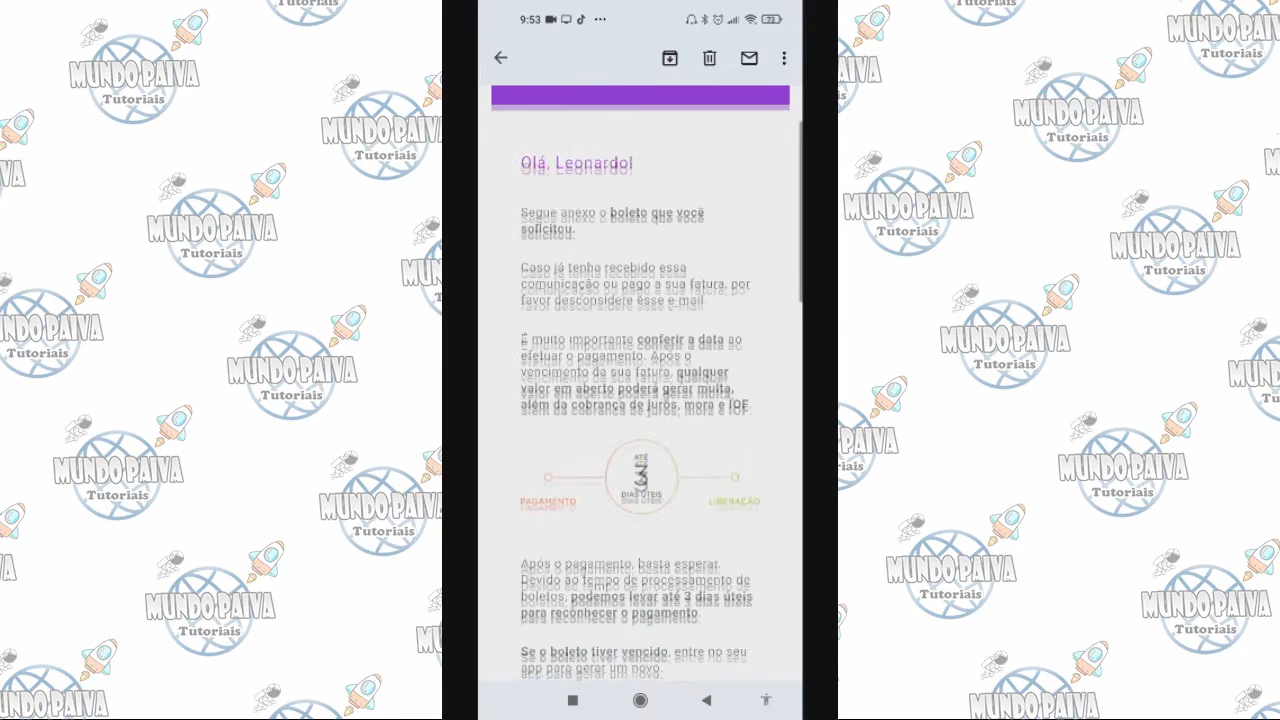 9:53
73
Olá, Leonardo!
Segue anexo o boleto que você
solicitou.
Caso já tenha recebido essa
comunicação ou pago a sua fatura, por
favor desconsidere esse e-mail
É muito importante conferir a data ao
efetuar o pagamento. Após o
vencimento da sua fatura, qualquer
valor em aberto poderá gerar multa,
além da cobrança de juros, mora e IOF
ATÉ
3
DIAS ÚTEIS
PAGAMENTO
LIBERAÇÃO
Após o pagamento, basta esperar.
Devido ao tempo de processamento de
boletos, podemos levar até 3 dias úteis
para reconhecer o pagamento
Se o boleto tiver vencido, entre no seu
app para gerar um novo.
MUNDO PAIVA
Tutoriais